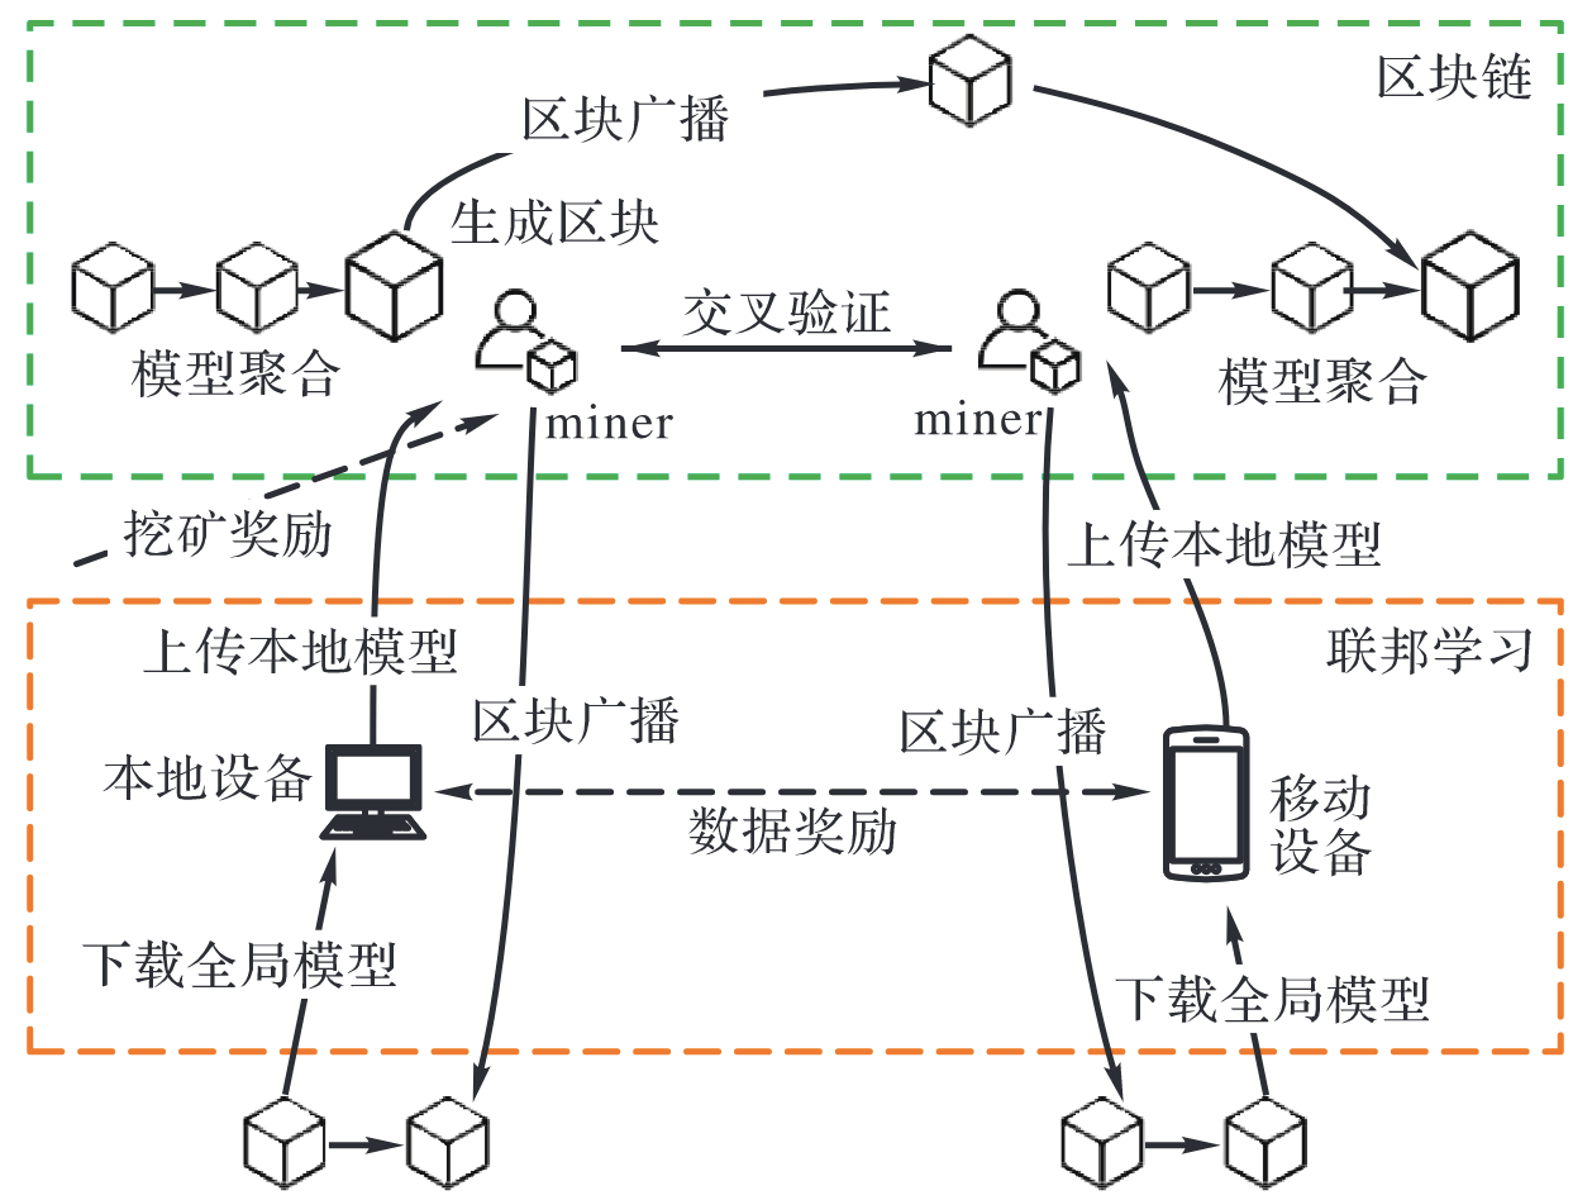 区块链
区块广播
生成区块
交叉验证
模型聚合
模型聚合
miner
miner
挖矿奖励
上传本地模型
上传本地模型
联邦学习
区块广播
区块广播
本地设备
移动
设备
数据奖励
下载全局模型
下载全局模型